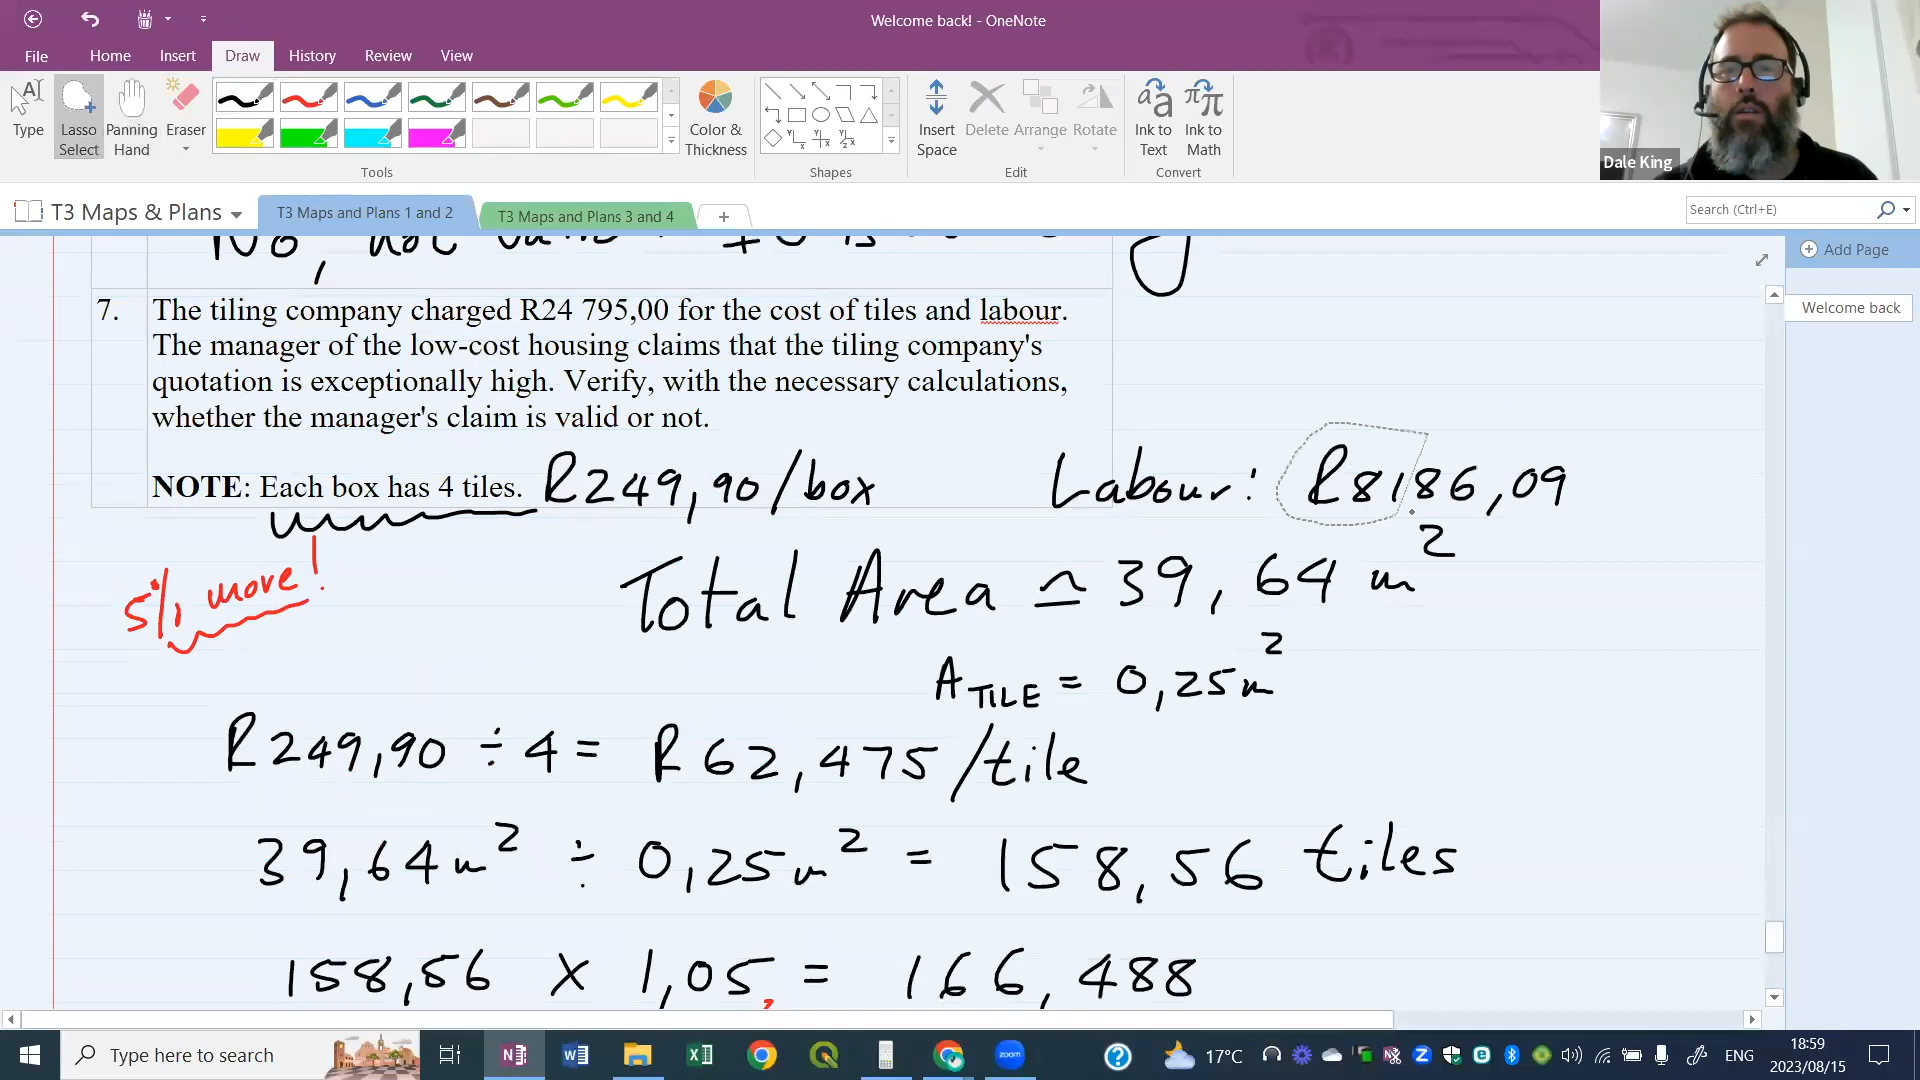 Welcome back! - OneNote
File Home Insert Draw History Review View
Type
Lasso Select
Panning Hand
Eraser
Color & Thickness
Insert Space
Delete
Arrange
Rotate
Ink to Text
Ink to Math
Tools
Shapes
Edit
Convert
Dale King
T3 Maps & Plans
T3 Maps and Plans 1 and 2
T3 Maps and Plans 3 and 4
Search (Ctrl+E)
Add Page
Welcome back
No, not
7. The tiling company charged R24 795,00 for the cost of tiles and labour.
The manager of the low-cost housing claims that the tiling company's
quotation is exceptionally high. Verify, with the necessary calculations,
whether the manager's claim is valid or not.
NOTE: Each box has 4 tiles. R249,90/box Labour: R8186,09
5% more!
Total Area ≃ 39,64 m²
A TILE = 0,25m²
R249,90 ÷ 4 = R62,475/tile
39,64m² ÷ 0,25m² = 158,56 tiles
158,56 × 1,05 = 166,488
Type here to search
zoom
17°C
ENG
18:59
2023/08/15